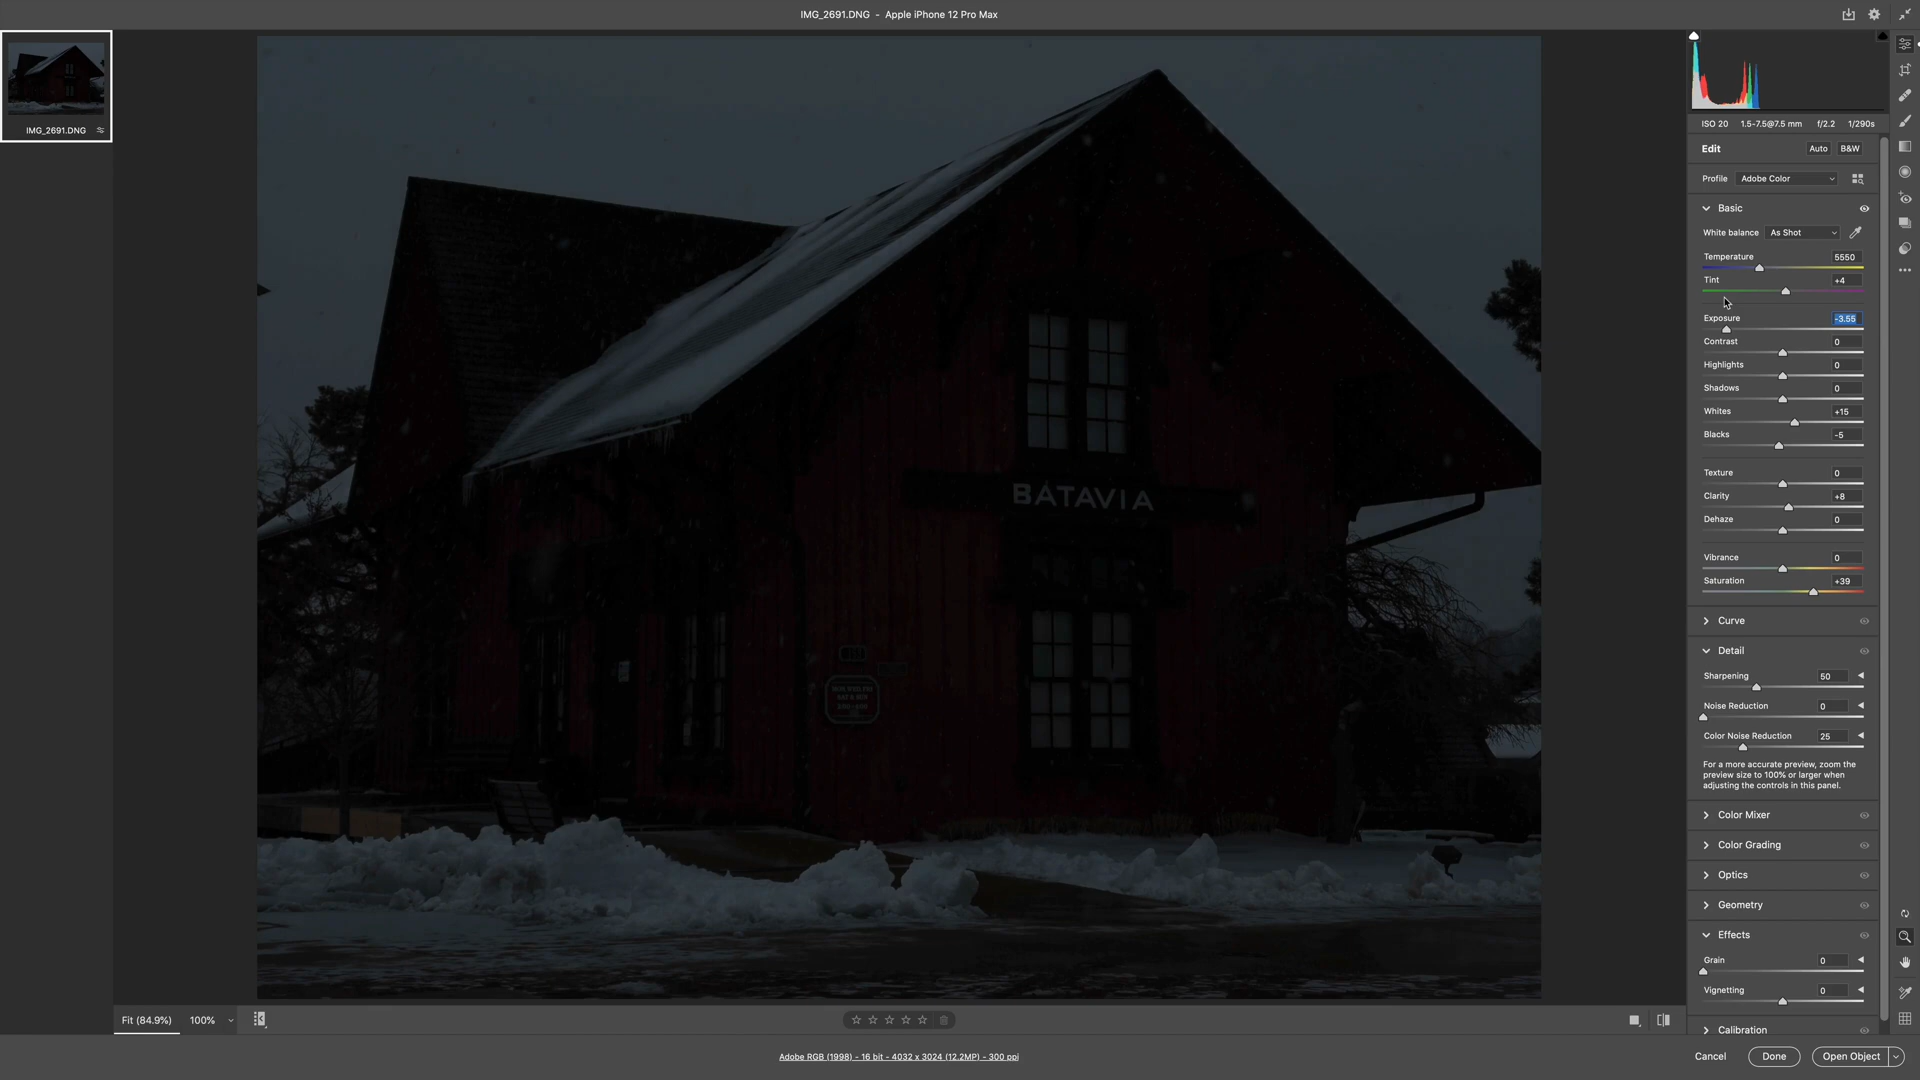 IMG_2691.DNG - Apple iPhone 12 Pro Max
IMG_2691.DNG
BATAVIA
ISO 20 1.5-7.5@7.5 mm f/2.2 1/290s
Edit Auto B&W
Profile Adobe Color
Basic
White balance As Shot
Temperature 5550
Tint +4
Exposure -3.55
Contrast 0
Highlights 0
Shadows 0
Whites +15
Blacks -5
Texture 0
Clarity +8
Dehaze 0
Vibrance 0
Saturation +39
Curve
Detail
Sharpening 50
Noise Reduction 0
Color Noise Reduction 25
For a more accurate preview, zoom the
preview size to 100% or larger when
adjusting the controls in this panel.
Color Mixer
Color Grading
Optics
Geometry
Effects
Grain 0
Vignetting 0
Calibration
Fit (84.9%) 100%
Adobe RGB (1998) - 16 bit - 4032 x 3024 (12.2MP) - 300 ppi
Cancel Done Open Object